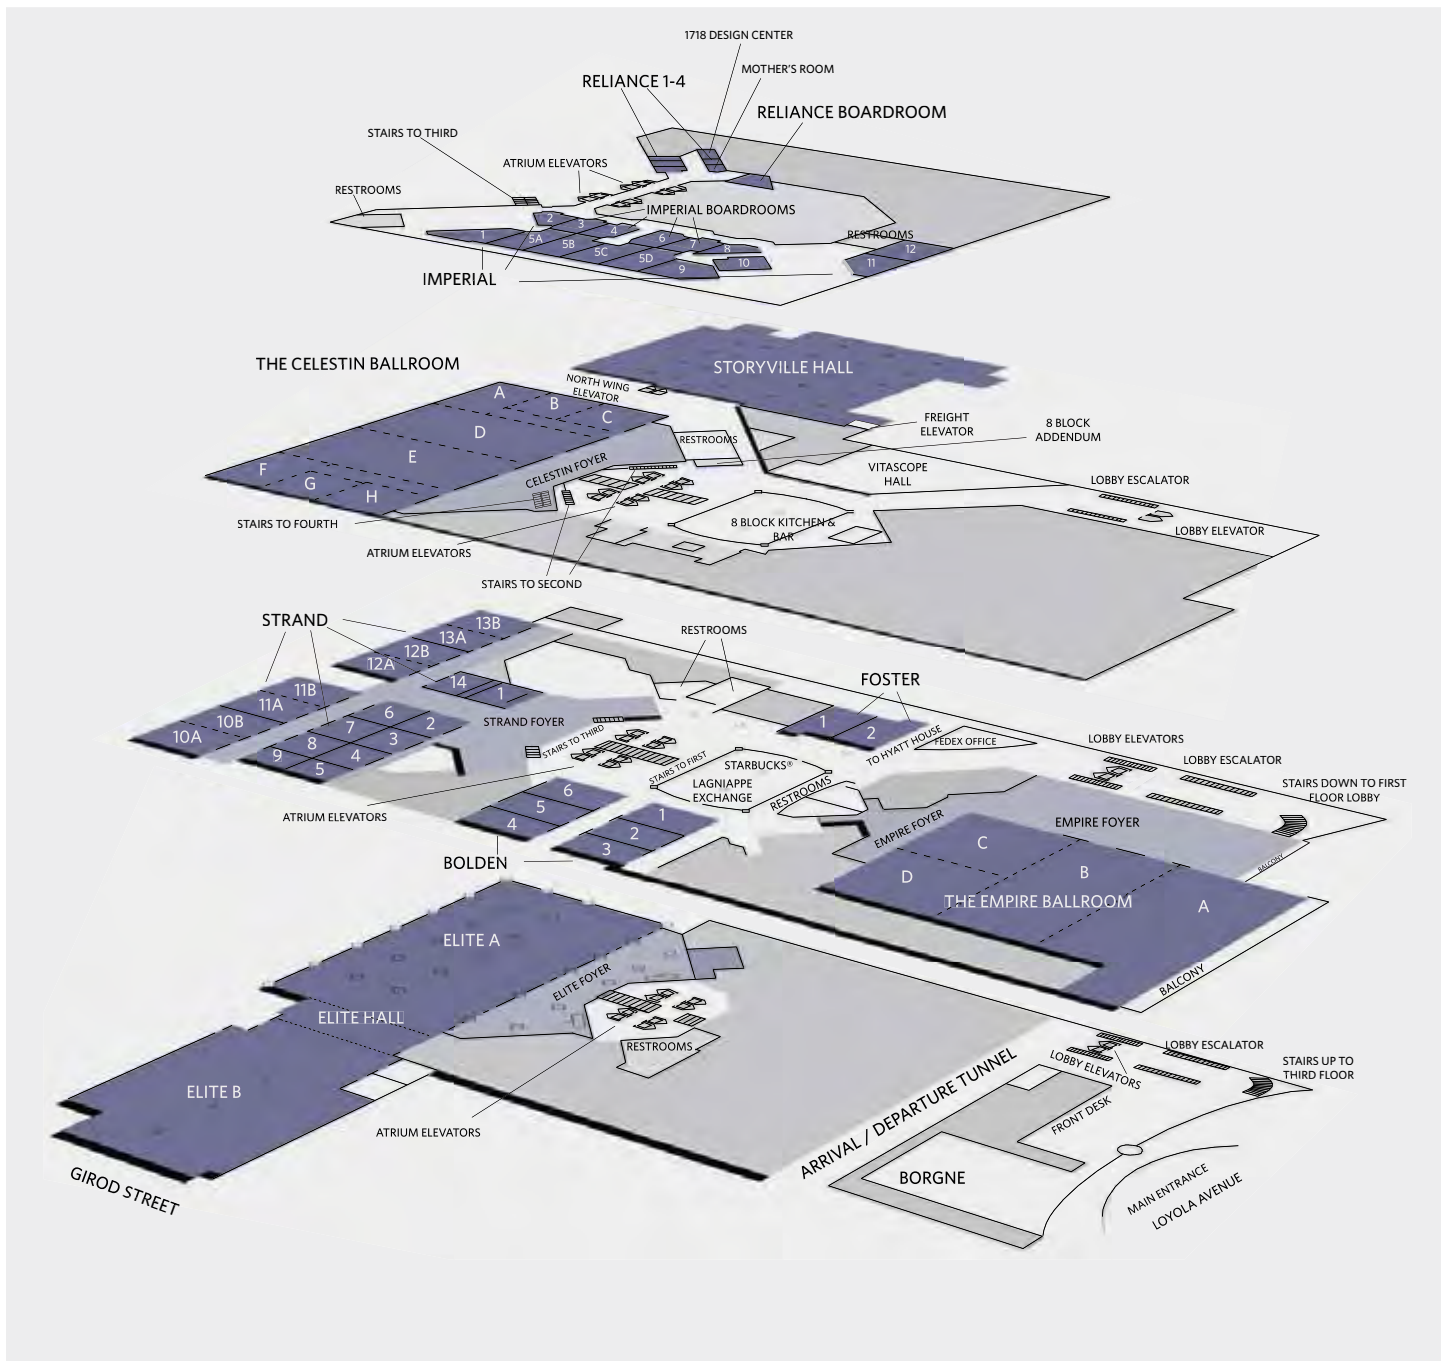 1718 DESIGN CENTER
MOTHER'S ROOM
RELIANCE 1-4
RELIANCE BOARDROOM
STAIRS TO THIRD
ATRIUM ELEVATORS
RESTROOMS
IMPERIAL BOARDROOMS
2
3
4
1
5A
5B
5C
5D
6
7
8
9
10
RESTROOMS
12
11
IMPERIAL
THE CELESTIN BALLROOM
STORYVILLE HALL
NORTH WING
ELEVATOR
A
B
C
D
E
F
G
H
CELESTIN FOYER
RESTROOMS
FREIGHT
ELEVATOR
8 BLOCK
ADDENDUM
VITASCOPE
HALL
LOBBY ESCALATOR
LOBBY ELEVATOR
8 BLOCK KITCHEN &
BAR
STAIRS TO FOURTH
ATRIUM ELEVATORS
STAIRS TO SECOND
STRAND
13B
13A
12B
12A
14
1
11B
11A
10B
10A
6
2
7
3
8
4
9
5
STRAND FOYER
RESTROOMS
FOSTER
1
2
TO HYATT HOUSE
FEDEX OFFICE
STAIRS TO THIRD
STAIRS TO FIRST
STARBUCKS®
LAGNIAPPE
EXCHANGE
RESTROOMS
LOBBY ELEVATORS
LOBBY ESCALATOR
STAIRS DOWN TO FIRST
FLOOR LOBBY
ATRIUM ELEVATORS
6
5
4
1
2
3
BOLDEN
EMPIRE FOYER
EMPIRE FOYER
BALCONY
C
B
D
A
THE EMPIRE BALLROOM
BALCONY
ELITE A
ELITE FOYER
ELITE HALL
ELITE B
RESTROOMS
ATRIUM ELEVATORS
GIROD STREET
ARRIVAL / DEPARTURE TUNNEL
LOBBY ESCALATOR
LOBBY ELEVATORS
STAIRS UP TO
THIRD FLOOR
FRONT DESK
BORGNE
MAIN ENTRANCE
LOYOLA AVENUE